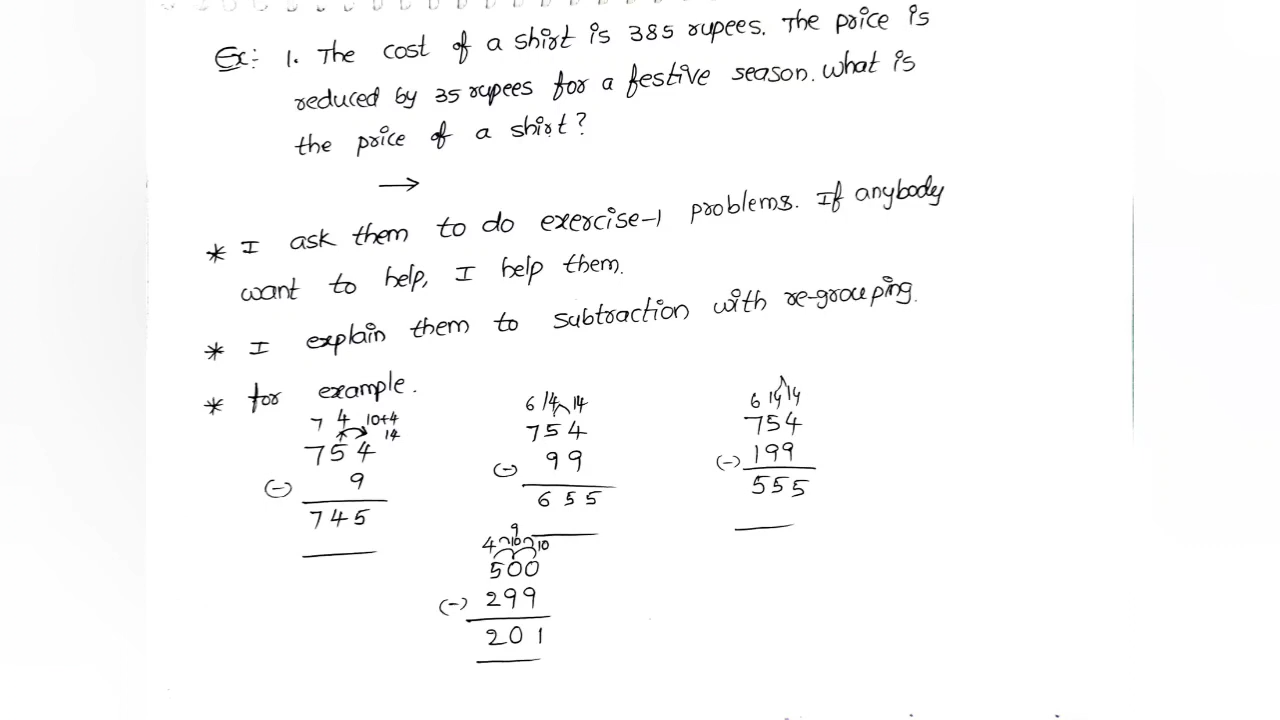 Ex:- 1. The cost of a shirt is 385 rupees. The price is
reduced by 35 rupees for a festive season. What is
the price of a shirt?
→
* I ask them to do exercise-1 problems. If anybody
want to help, I help them.
* I explain them to subtraction with re-grouping.
* for example.
7 4 10+4
14
754
(-) 9
745
6 14 14
754
(-) 99
655
6 14 14
754
(-) 199
555
9
4 10 10
500
(-) 299
201